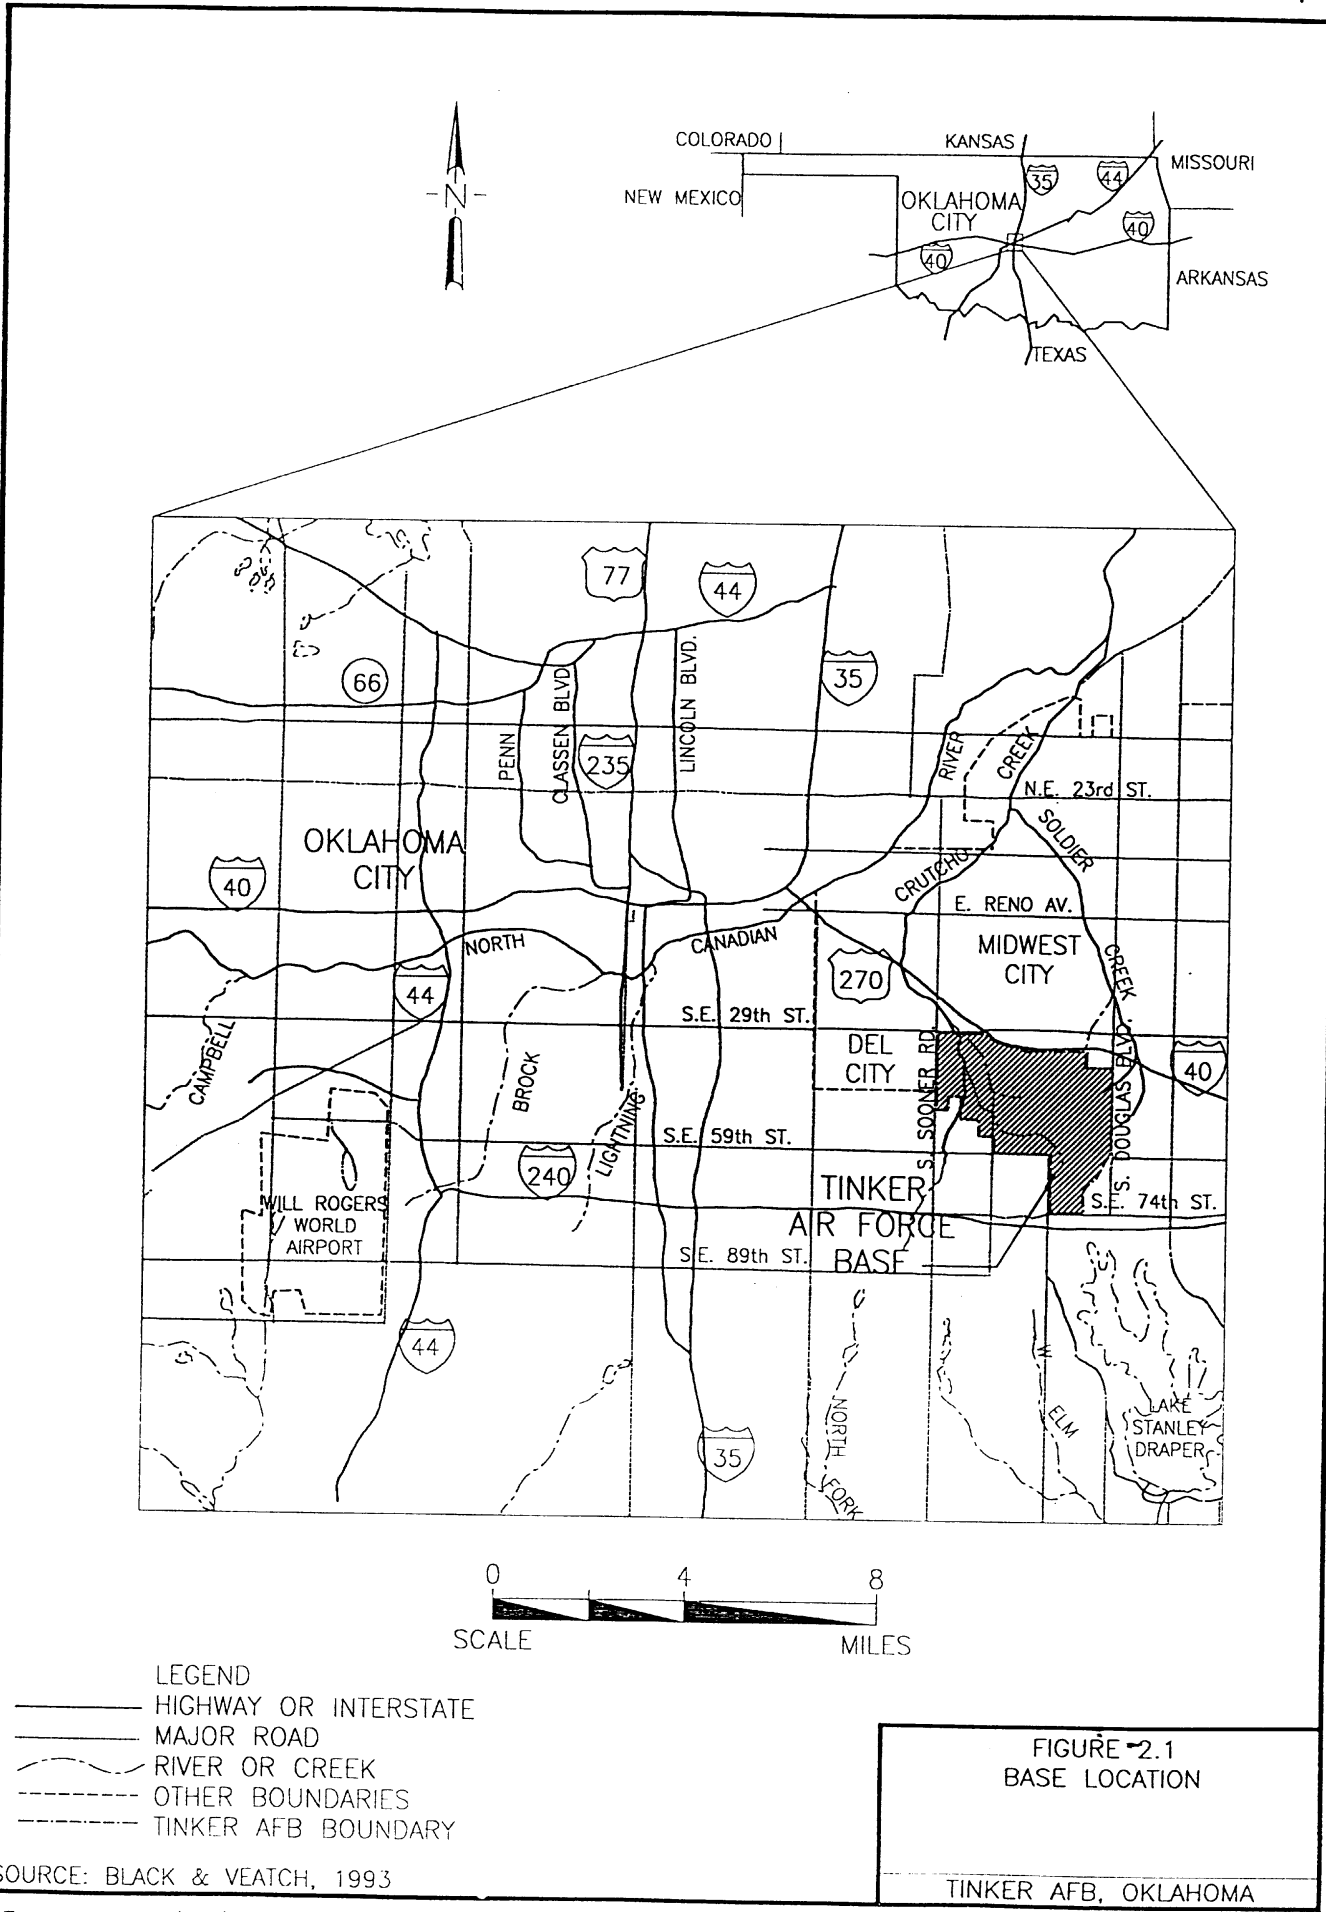 N
COLORADO
KANSAS
MISSOURI
NEW MEXICO
35
44
OKLAHOMA
CITY
40
40
ARKANSAS
TEXAS
77
44
66
35
PENN
CLASSEN BLVD
235
LINCOLN BLVD.
RIVER
CREEK
N.E. 23rd ST.
OKLAHOMA
CITY
SOLDIER
40
CRUTCHO
E. RENO AV.
NORTH
CANADIAN
MIDWEST
CITY
CREEK
44
270
S.E. 29th ST.
CAMPBELL
BROCK
DEL
CITY
S. SOONER RD.
S. DOUGLAS BLVD.
40
LIGHTNING
S.E. 59th ST.
240
TINKER
AIR FORCE
BASE
WILL ROGERS
WORLD
AIRPORT
S.E. 74th ST.
S.E. 89th ST.
44
W
ELM
NORTH
FORK
LAKE
STANLEY
DRAPER
35
0 4 8
SCALE MILES
LEGEND
HIGHWAY OR INTERSTATE
MAJOR ROAD
RIVER OR CREEK
OTHER BOUNDARIES
TINKER AFB BOUNDARY
SOURCE: BLACK & VEATCH, 1993
FIGURE 2.1
BASE LOCATION
TINKER AFB, OKLAHOMA